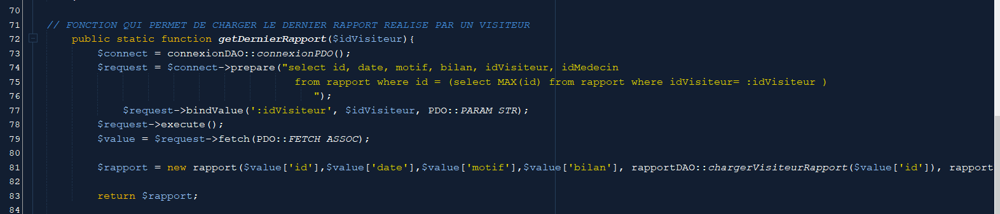 70
71 // FONCTION QUI PERMET DE CHARGER LE DERNIER RAPPORT REALISE PAR UN VISITEUR
72 public static function getDernierRapport($idVisiteur){
73 $connect = connexionDAO::connexionPDO();
74 $request = $connect->prepare("select id, date, motif, bilan, idVisiteur, idMedecin
75 from rapport where id = (select MAX(id) from rapport where idVisiteur= :idVisiteur )
76 ");
77 $request->bindValue(':idVisiteur', $idVisiteur, PDO::PARAM_STR);
78 $request->execute();
79 $value = $request->fetch(PDO::FETCH_ASSOC);
80
81 $rapport = new rapport($value['id'],$value['date'],$value['motif'],$value['bilan'], rapportDAO::chargerVisiteurRapport($value['id']), rapport
82
83 return $rapport;
84